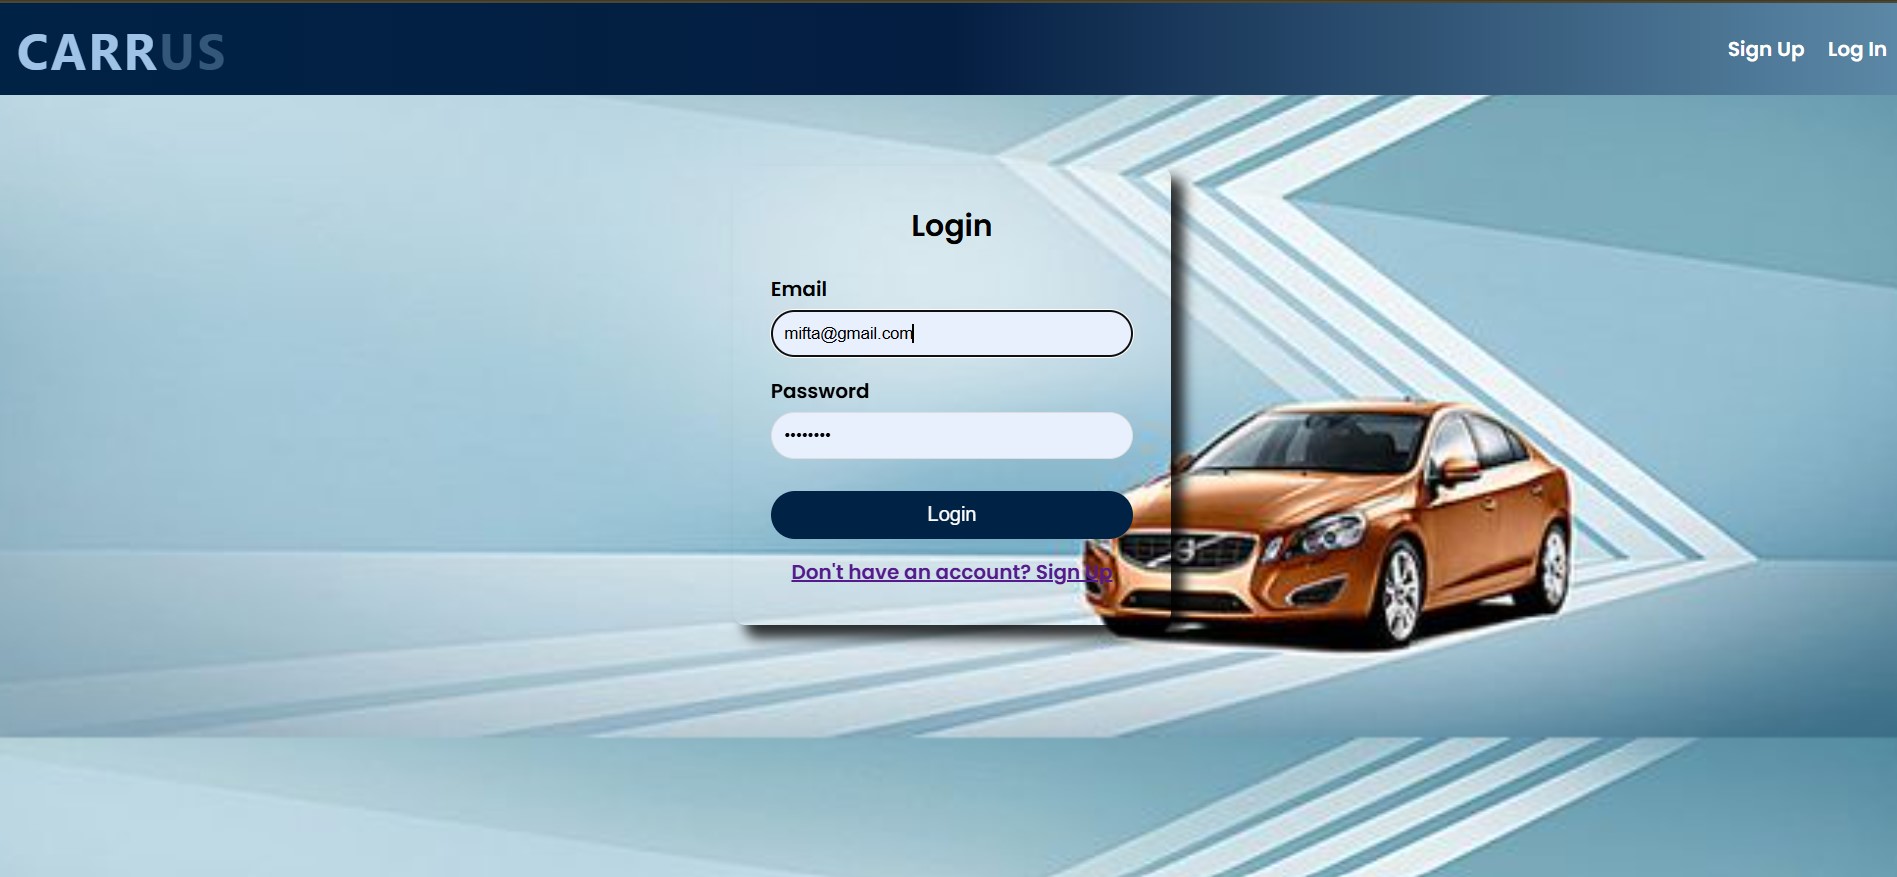 CARRUS
Sign Up
Log In
Login
Email
mifta@gmail.com
Password
••••••••
Login
Don't have an account? Sign Up